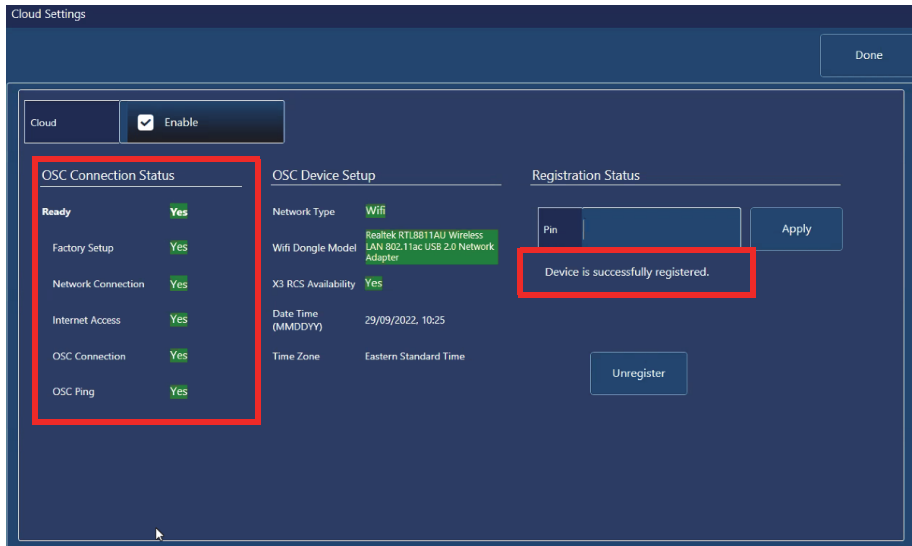 Cloud Settings
Done
Cloud
Enable
OSC Connection Status
Ready Yes
Factory Setup Yes
Network Connection Yes
Internet Access Yes
OSC Connection Yes
OSC Ping Yes
OSC Device Setup
Network Type Wifi
Wifi Dongle Model
Realtek RTL8811AU Wireless
LAN 802.11ac USB 2.0 Network
Adapter
X3 RCS Availability Yes
Date Time
(MMDDYY)
29/09/2022, 10:25
Time Zone Eastern Standard Time
Registration Status
Pin
Apply
Device is successfully registered.
Unregister